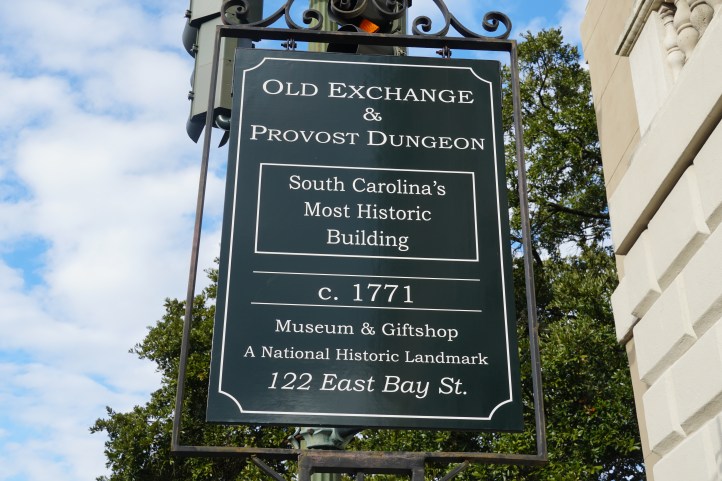 Old Exchange
&
Provost Dungeon
South Carolina's
Most Historic
Building
c. 1771
Museum & Giftshop
A National Historic Landmark
122 East Bay St.